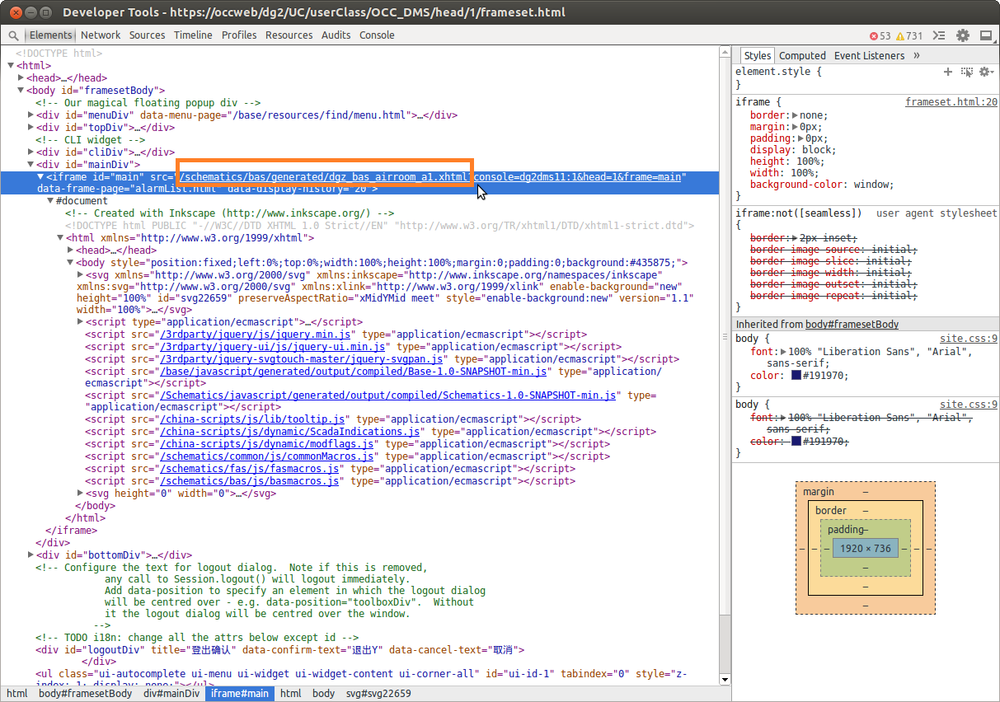 Developer Tools - https://occweb/dg2/UC/userClass/OCC_DMS/head/1/frameset.html
Elements Network Sources Timeline Profiles Resources Audits Console 53 731
<!DOCTYPE html>
<html>
<head>…</head>
<body id="framesetBody">
<!-- Our magical floating popup div -->
<div id="menuDiv" data-menu-page="/base/resources/find/menu.html">…</div>
<div id="topDiv">…</div>
<!-- CLI widget -->
<div id="cliDiv">…</div>
<div id="mainDiv">
<iframe id="main" src="/schematics/bas/generated/dgz_bas_airroom_a1.xhtml?console=dg2dms11:1&head=1&frame=main"
data-frame-page="alarmList.html" data-display-history="20">
#document
<!-- Created with Inkscape (http://www.inkscape.org/) -->
<!DOCTYPE html PUBLIC "-//W3C//DTD XHTML 1.0 Strict//EN" "http://www.w3.org/TR/xhtml1/DTD/xhtml1-strict.dtd">
<html xmlns="http://www.w3.org/1999/xhtml">
<head>…</head>
<body style="position:fixed;left:0%;top:0%;width:100%;height:100%;margin:0;padding:0;background:#435875;">
<svg xmlns="http://www.w3.org/2000/svg" xmlns:inkscape="http://www.inkscape.org/namespaces/inkscape"
xmlns:svg="http://www.w3.org/2000/svg" xmlns:xlink="http://www.w3.org/1999/xlink" enable-background="new"
height="100%" id="svg22659" preserveAspectRatio="xMidYMid meet" style="enable-background:new" version="1.1"
width="100%">…</svg>
<script type="application/ecmascript">…</script>
<script src="/3rdparty/jquery/js/jquery.min.js" type="application/ecmascript"></script>
<script src="/3rdparty/jquery-ui/js/jquery-ui.min.js" type="application/ecmascript"></script>
<script src="/3rdparty/jquery-svgtouch-master/jquery-svgpan.js" type="application/ecmascript"></script>
<script src="/base/javascript/generated/output/compiled/Base-1.0-SNAPSHOT-min.js" type="application/
ecmascript"></script>
<script src="/Schematics/javascript/generated/output/compiled/Schematics-1.0-SNAPSHOT-min.js" type=
"application/ecmascript"></script>
<script src="/china-scripts/js/lib/tooltip.js" type="application/ecmascript"></script>
<script src="/china-scripts/js/dynamic/ScadaIndications.js" type="application/ecmascript"></script>
<script src="/china-scripts/js/dynamic/modflags.js" type="application/ecmascript"></script>
<script src="/schematics/common/js/commonMacros.js" type="application/ecmascript"></script>
<script src="/schematics/fas/js/fasmacros.js" type="application/ecmascript"></script>
<script src="/schematics/bas/js/basmacros.js" type="application/ecmascript"></script>
<svg height="0" width="0">…</svg>
</body>
</html>
</iframe>
</div>
<div id="bottomDiv">…</div>
<!-- Configure the text for logout dialog.  Note if this is removed,
any call to Session.logout() will logout immediately.
Add data-position to specify an element in which the logout dialog
will be centred over - e.g. data-position="toolboxDiv".  Without
it the logout dialog will be centred over the window.
-->
<!-- TODO i18n: change all the attrs below except id -->
<div id="logoutDiv" title="登出确认" data-confirm-text="退出Y" data-cancel-text="取消">
</div>
<ul class="ui-autocomplete ui-menu ui-widget ui-widget-content ui-corner-all" id="ui-id-1" tabindex="0" style="z-
index: 1; display: none;"></ul>
html body#framesetBody div#mainDiv iframe#main html body svg#svg22659
Styles Computed Event Listeners »
element.style {
}
iframe { frameset.html:20
border: none;
margin: 0px;
padding: 0px;
display: block;
height: 100%;
width: 100%;
background-color: window;
}
iframe:not([seamless]) user agent stylesheet
{
border: 2px inset;
border-image-source: initial;
border-image-slice: initial;
border-image-width: initial;
border-image-outset: initial;
border-image-repeat: initial;
}
Inherited from body#framesetBody
body { site.css:9
font: 100% "Liberation Sans", "Arial",
sans-serif;
color: #191970;
}
body { site.css:9
font: 100% "Liberation Sans", "Arial",
sans-serif;
color: #191970;
}
margin –
border –
padding –
– – – 1920 × 736 – – –
–
–
–